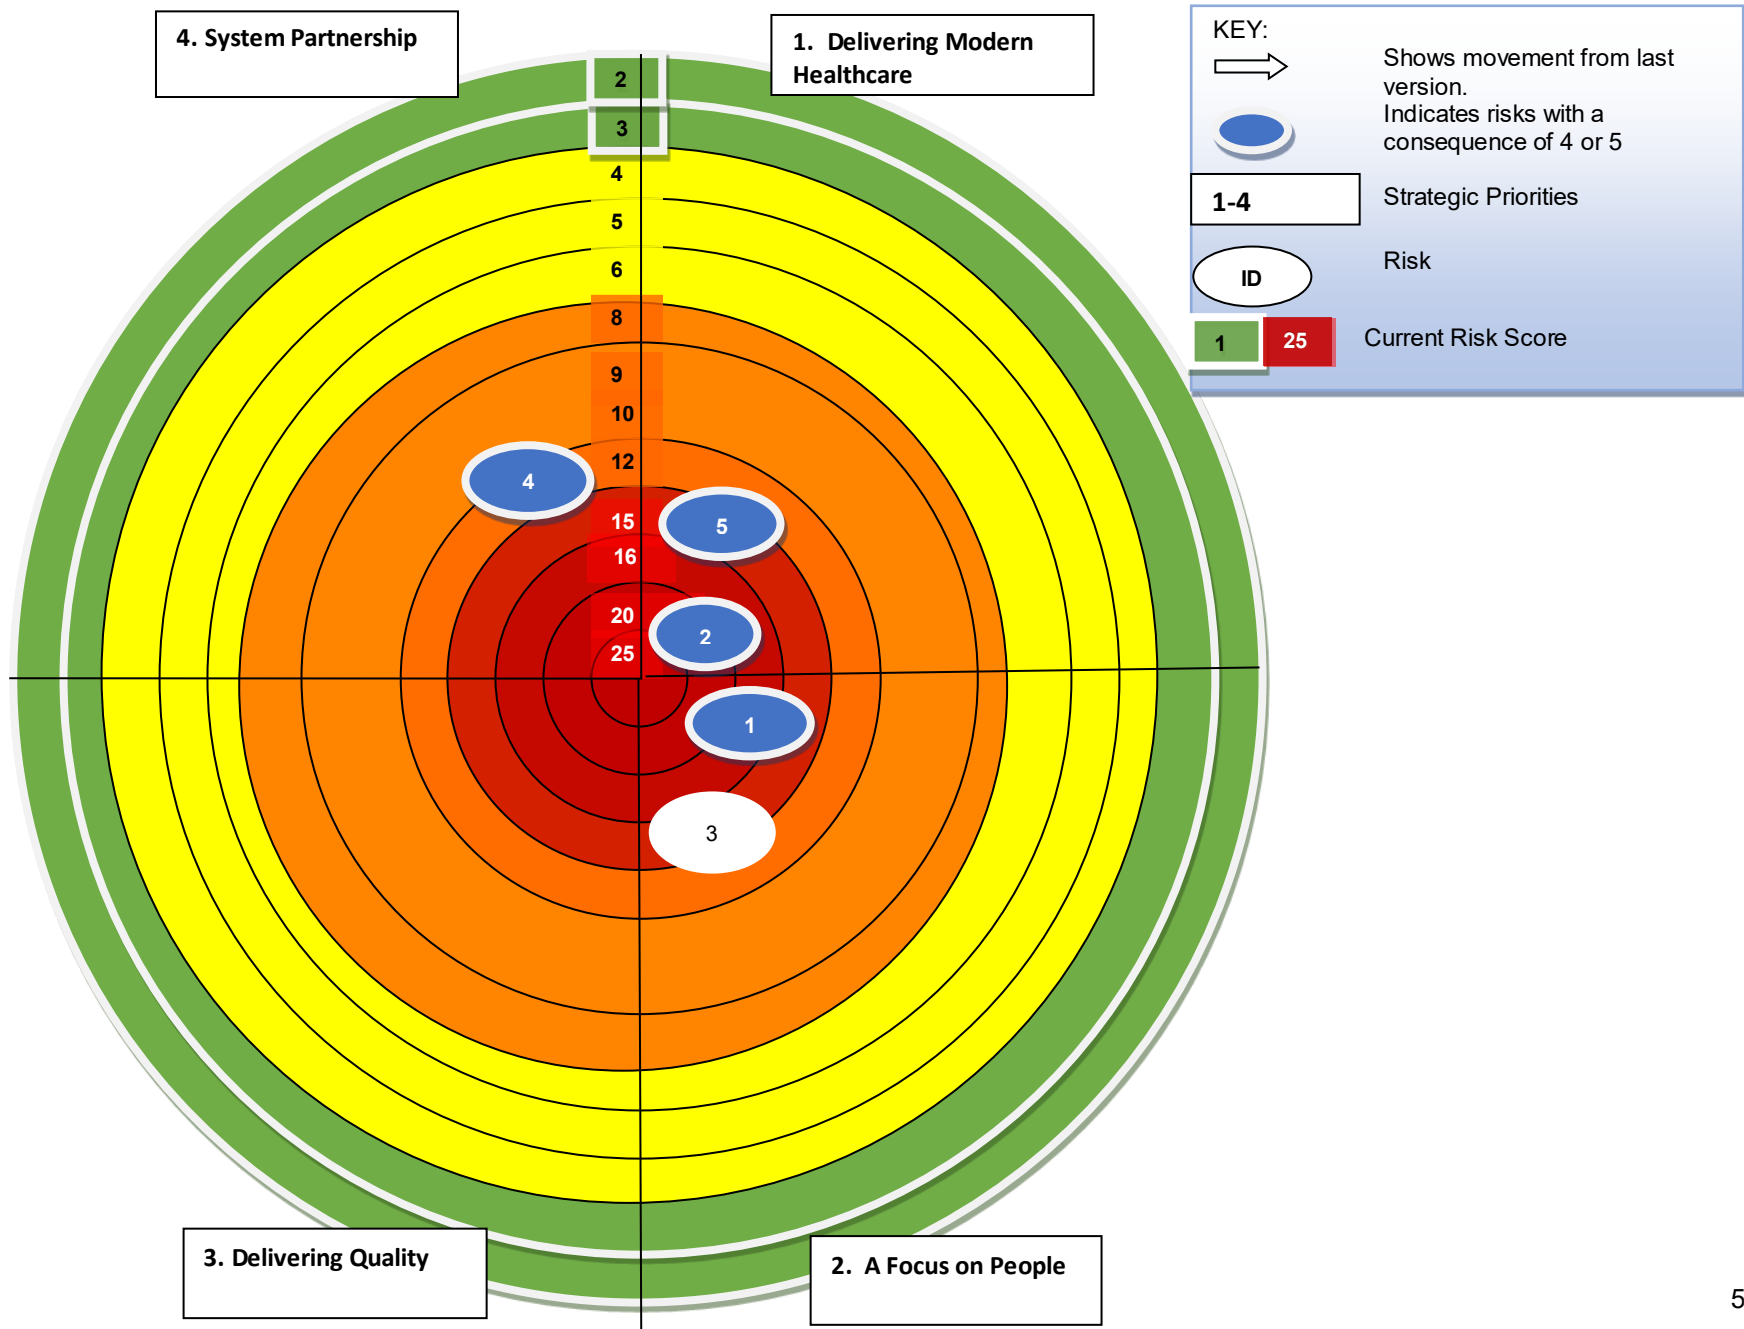 4. System Partnership
1. Delivering Modern
Healthcare
KEY:
Shows movement from last
version.
Indicates risks with a
consequence of 4 or 5
1-4
Strategic Priorities
ID
Risk
1
25
Current Risk Score
2
3
4
5
6
8
9
10
12
15
16
20
25
4
5
2
1
3
3. Delivering Quality
2. A Focus on People
5